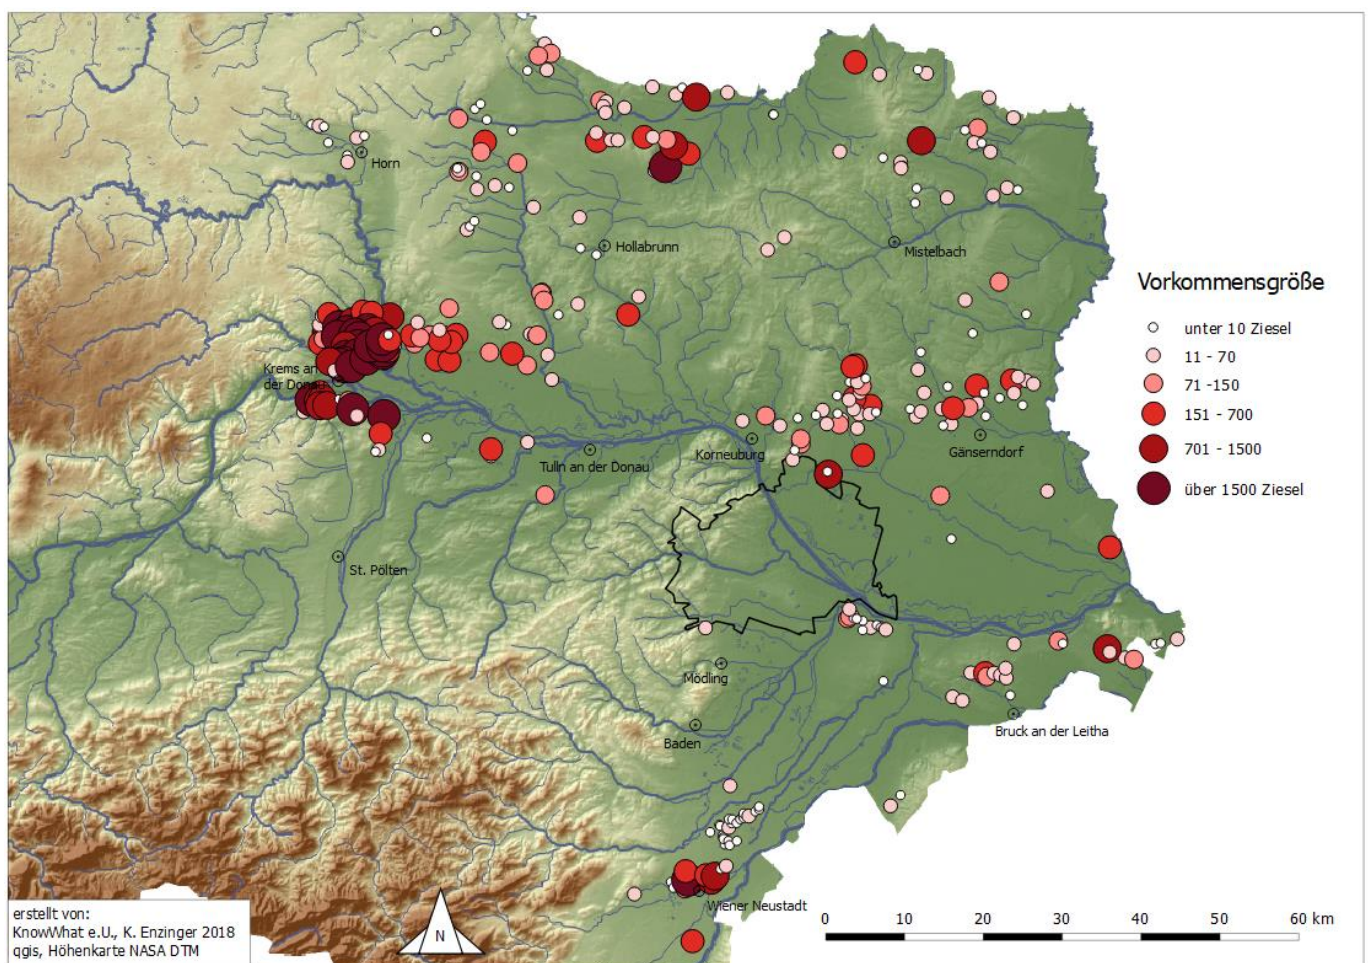 Horn
Hollabrunn
Mistelbach
Vorkommensgröße
unter 10 Ziesel
11 - 70
71 -150
151 - 700
701 - 1500
über 1500 Ziesel
Krems an
der Donau
Korneuburg
Gänserndorf
Tulln an der Donau
St. Pölten
Mödling
Bruck an der Leitha
Baden
Wiener Neustadt
erstellt von:
KnowWhat e.U., K. Enzinger 2018
qgis, Höhenkarte NASA DTM
N
0 10 20 30 40 50 60 km